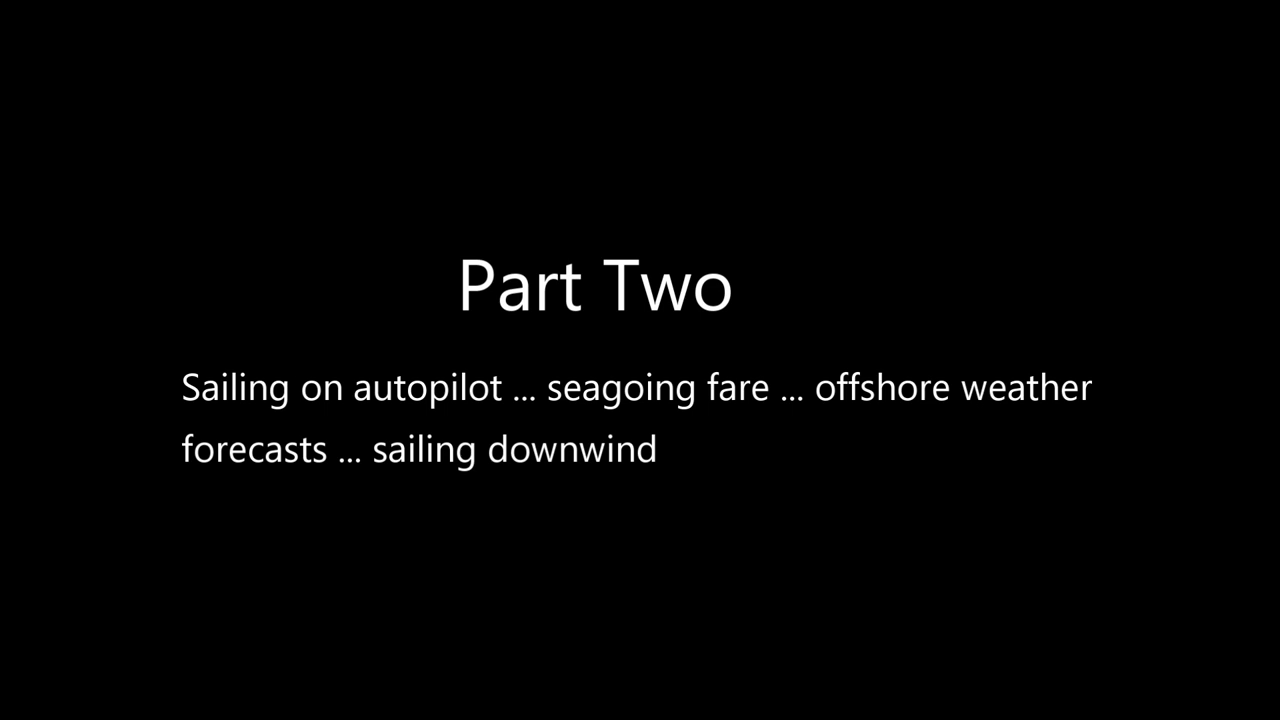 Part Two
Sailing on autopilot ... seagoing fare ... offshore weather
forecasts ... sailing downwind